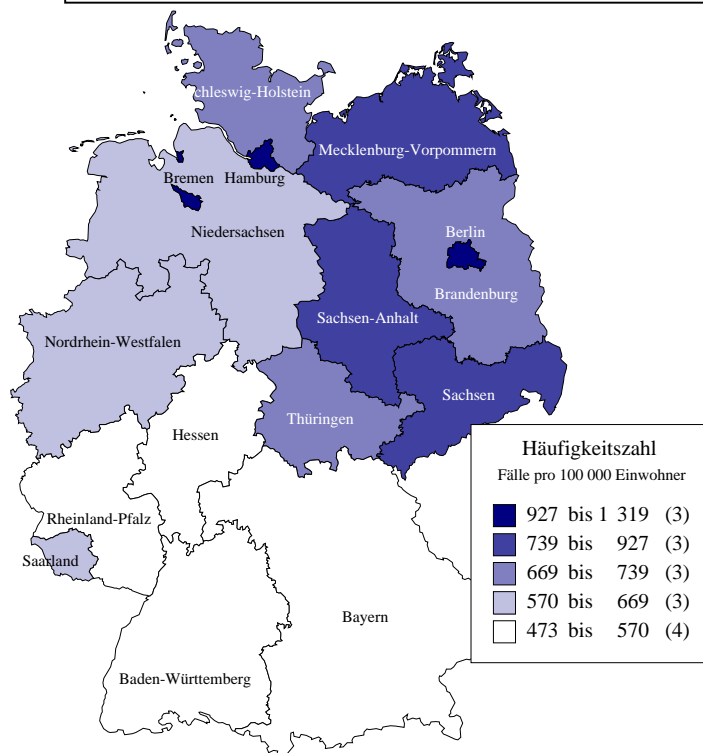 chleswig-Holstein
Mecklenburg-Vorpommern
Bremen
Hamburg
Niedersachsen
Berlin
Brandenburg
Sachsen-Anhalt
Nordrhein-Westfalen
Sachsen
Thüringen
Hessen
Rheinland-Pfalz
Saarland
Bayern
Baden-Württemberg
Häufigkeitszahl
Fälle pro 100 000 Einwohner
927 bis 1 319 (3)
739 bis 927 (3)
669 bis 739 (3)
570 bis 669 (3)
473 bis 570 (4)